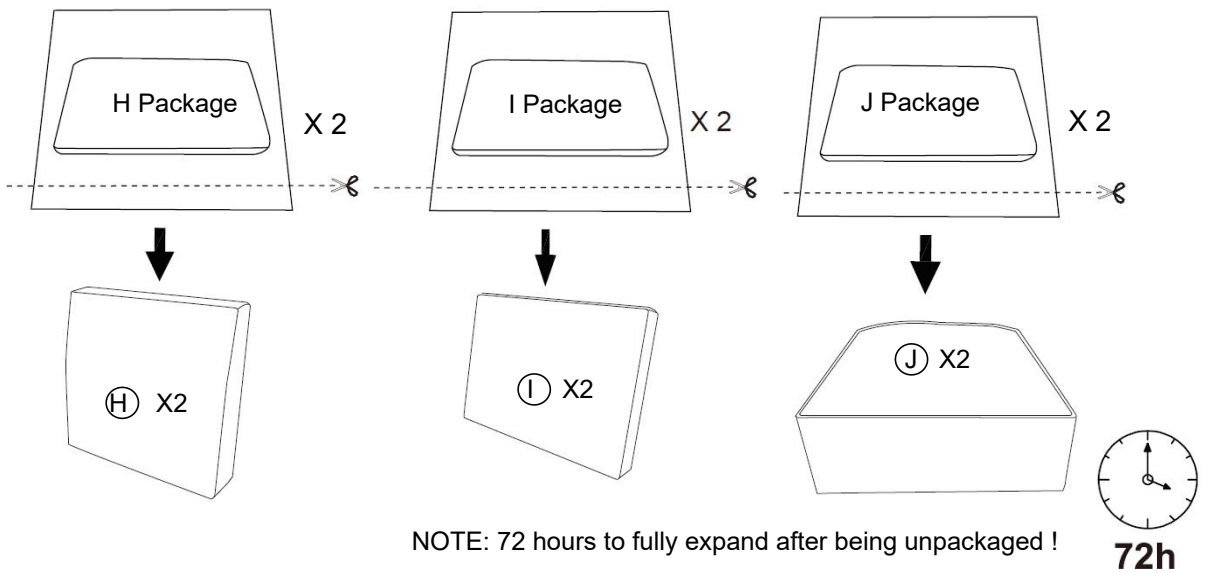 H Package
X 2
I Package
X 2
J Package
X 2
H X2
I X2
J X2
NOTE: 72 hours to fully expand after being unpackaged !
72h